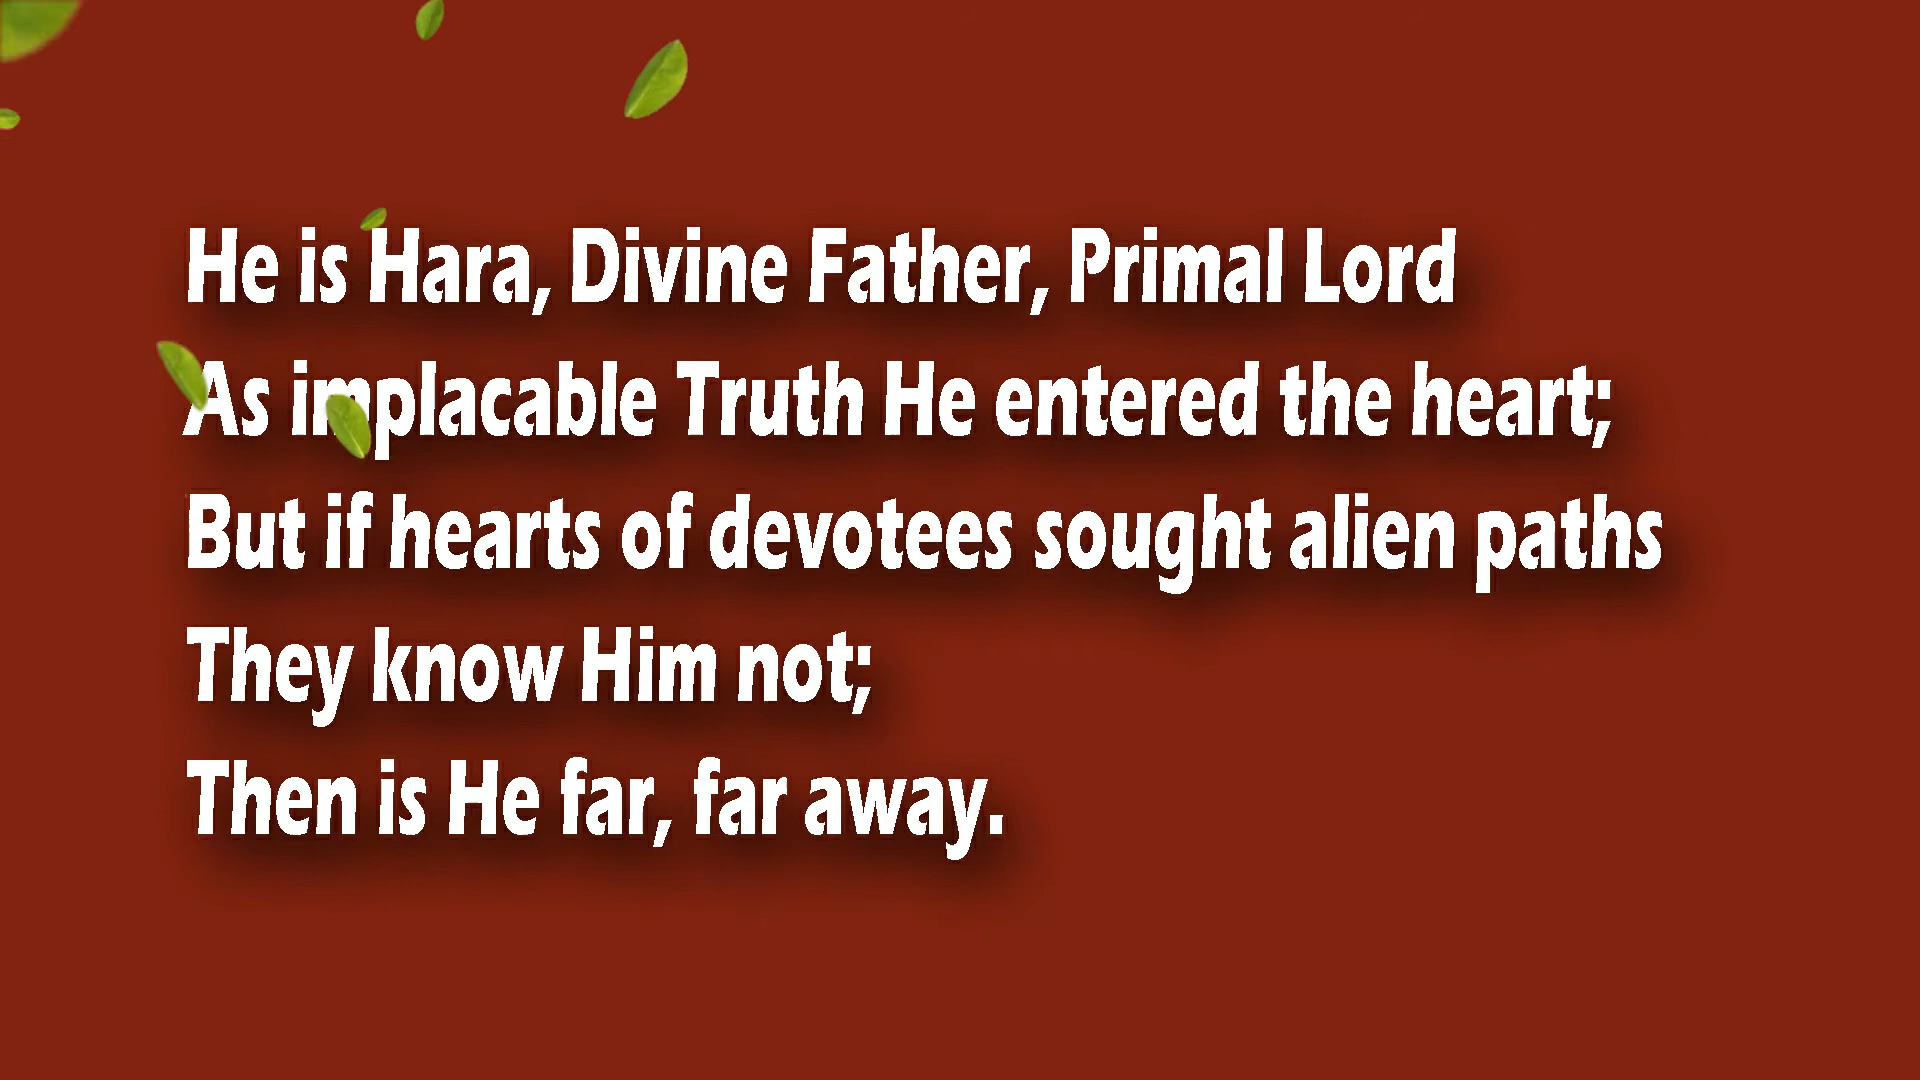 He is Hara, Divine Father, Primal Lord
As implacable Truth He entered the heart;
But if hearts of devotees sought alien paths
They know Him not;
Then is He far, far away.